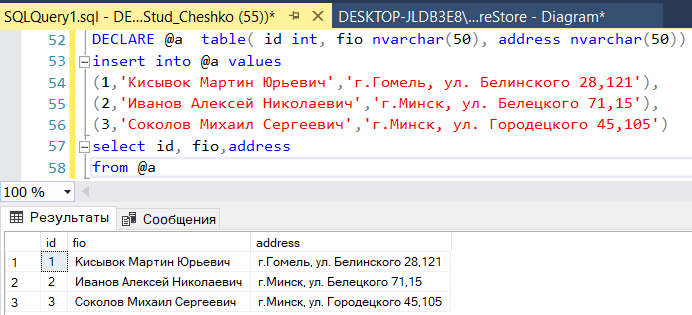 SQLQuery1.sql - DE...Stud_Cheshko (55))*
DESKTOP-JLDB3E8\...reStore - Diagram*
52 DECLARE @a  table( id int, fio nvarchar(50), address nvarchar(50))
53 insert into @a values
54 (1,'Кисывок Мартин Юрьевич','г.Гомель, ул. Белинского 28,121'),
55 (2,'Иванов Алексей Николаевич','г.Минск, ул. Белецкого 71,15'),
56 (3,'Соколов Михаил Сергеевич','г.Минск, ул. Городецкого 45,105')
57 select id, fio,address
58 from @a
100 %
Результаты Сообщения
id fio address
1 1 Кисывок Мартин Юрьевич г.Гомель, ул. Белинского 28,121
2 2 Иванов Алексей Николаевич г.Минск, ул. Белецкого 71,15
3 3 Соколов Михаил Сергеевич г.Минск, ул. Городецкого 45,105